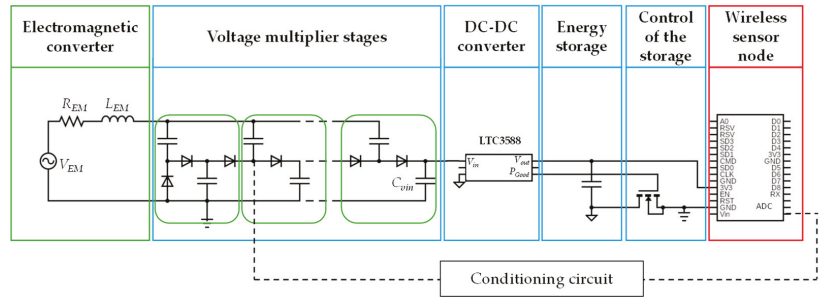 Electromagnetic
converter
Voltage multiplier stages
DC-DC
converter
Energy
storage
Control
of the
storage
Wireless
sensor
node
R_EM
L_EM
V_EM
C_vin
LTC3588
V_in
V_out
P_Good
A0
RSV
RSV
SD3
SD2
SD1
CMD
SD0
CLK
GND
3V3
EN
RST
GND
Vin
D0
D1
D2
D3
D4
3V3
GND
D5
D6
D7
D8
RX
ADC
Conditioning circuit